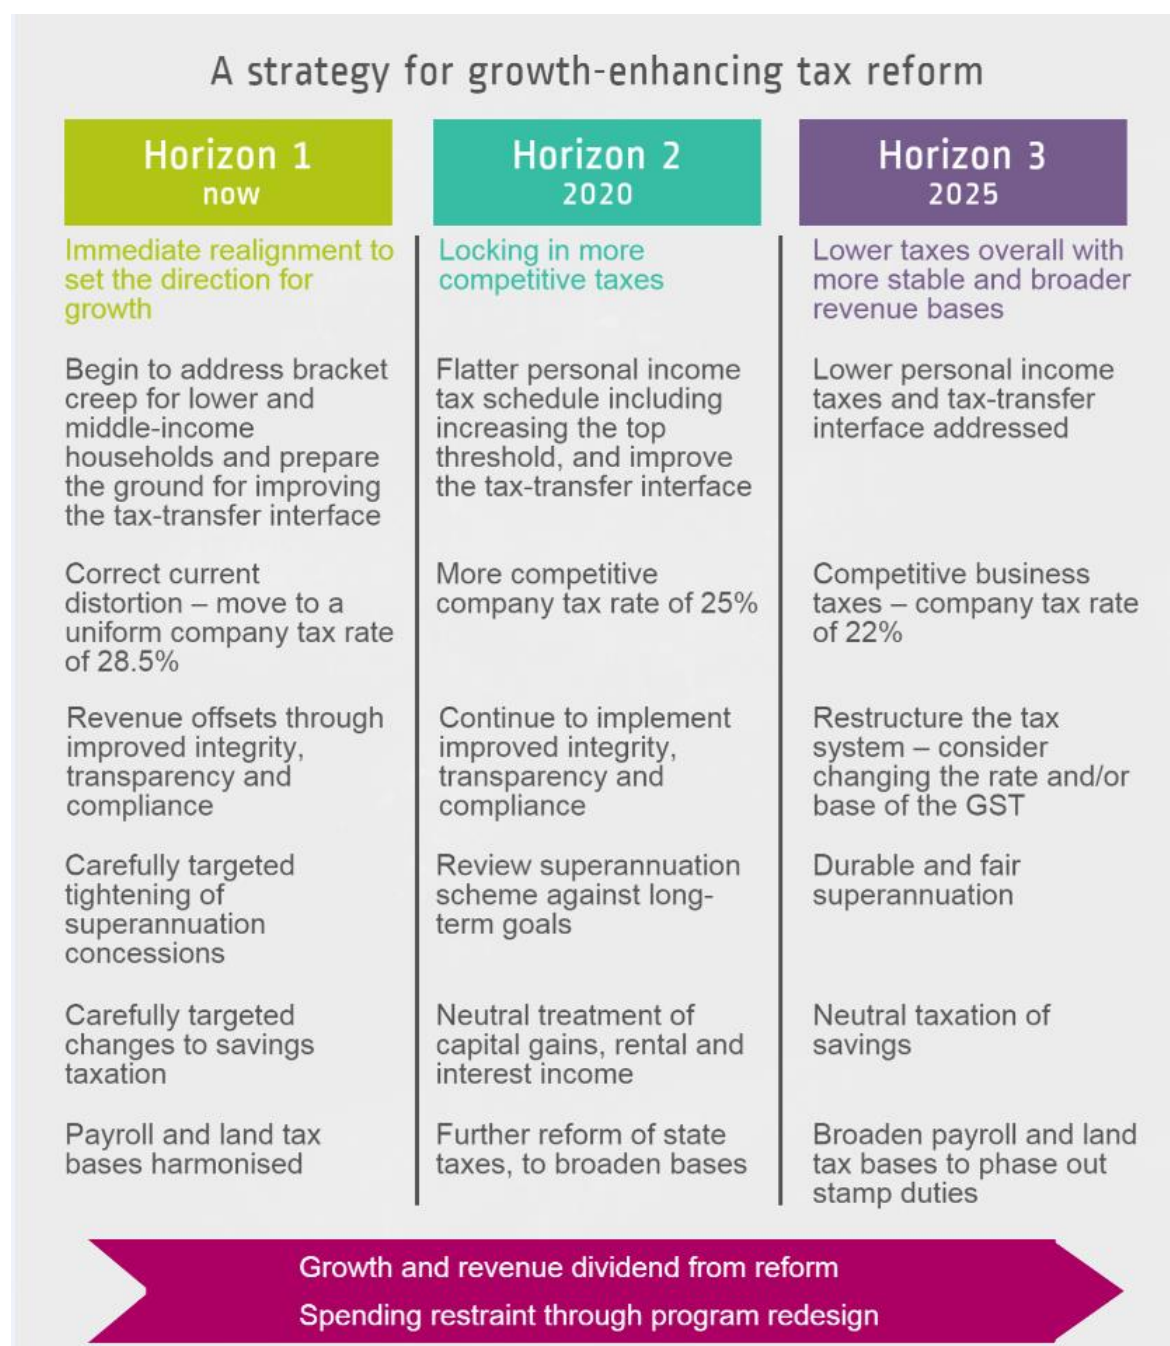 A strategy for growth-enhancing tax reform
Horizon 1
now
Immediate realignment to
set the direction for
growth
Begin to address bracket
creep for lower and
middle-income
households and prepare
the ground for improving
the tax-transfer interface
Correct current
distortion – move to a
uniform company tax rate
of 28.5%
Revenue offsets through
improved integrity,
transparency and
compliance
Carefully targeted
tightening of
superannuation
concessions
Carefully targeted
changes to savings
taxation
Payroll and land tax
bases harmonised
Horizon 2
2020
Locking in more
competitive taxes
Flatter personal income
tax schedule including
increasing the top
threshold, and improve
the tax-transfer interface
More competitive
company tax rate of 25%
Continue to implement
improved integrity,
transparency and
compliance
Review superannuation
scheme against long-
term goals
Neutral treatment of
capital gains, rental and
interest income
Further reform of state
taxes, to broaden bases
Horizon 3
2025
Lower taxes overall with
more stable and broader
revenue bases
Lower personal income
taxes and tax-transfer
interface addressed
Competitive business
taxes – company tax rate
of 22%
Restructure the tax
system – consider
changing the rate and/or
base of the GST
Durable and fair
superannuation
Neutral taxation of
savings
Broaden payroll and land
tax bases to phase out
stamp duties
Growth and revenue dividend from reform
Spending restraint through program redesign